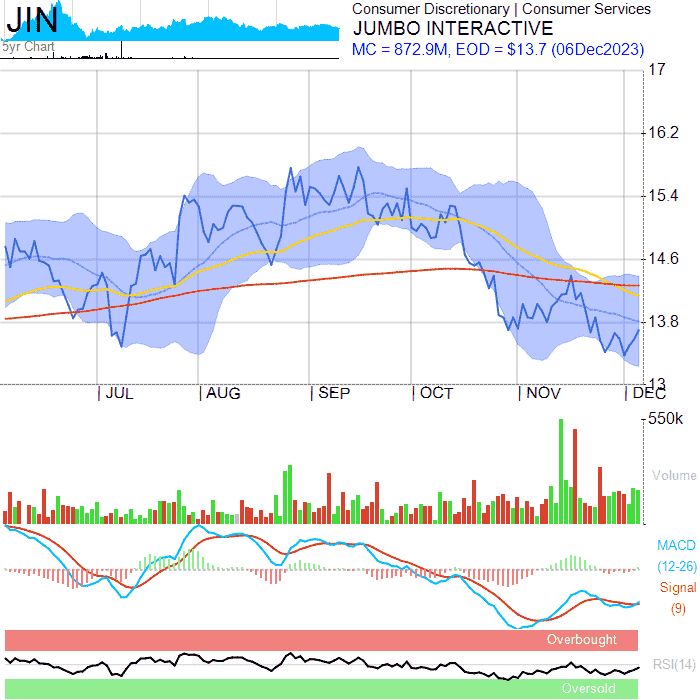 JIN
5yr Chart
Consumer Discretionary | Consumer Services
JUMBO INTERACTIVE
MC = 872.9M, EOD = $13.7 (06Dec2023)
17
16.2
15.4
14.6
13.8
13
JUL AUG SEP OCT NOV DEC
550k
Volume
MACD
(12-26)
Signal
(9)
Overbought
RSI(14)
Oversold